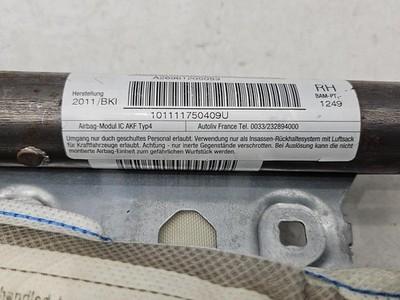 Herstellung
2011/BKI
RH
BAM-PT
1249
101111750409U
Airbag-Modul IC AKF Typ4
Autoliv France Tel. 0033/232894000
Umgang nur duch geschultes Personal erlaubt. Verwendung nur als Insassen-Rückhaltesystem mit Luftsack
für Kraftfahrzeuge erlaubt. Achtung - nur inerte Gegenstände verschrotten. Bei Auslösung kann die nicht
montierte Airbag-Einheit zum gefährlichen Wurfstück werden.
handled